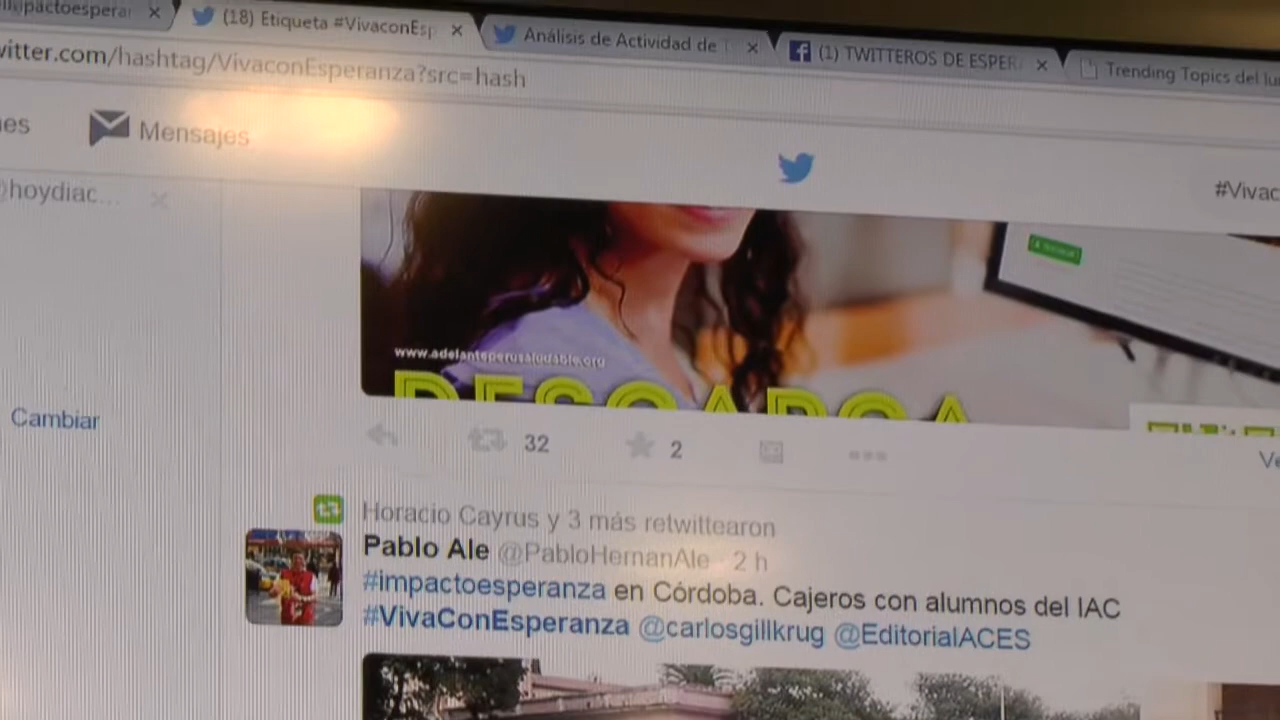 (18) Etiqueta #VivaconEsp
Análisis de Actividad de
(1) TWITTEROS DE ESPER
Trending Topics del lu
witter.com/hashtag/VivaconEsperanza?src=hash
Mensajes
#Vivac
@hoydiac...
www.adelanteperusaludable.org
DESCARGA
Cambiar
32
2
Ve
Horacio Cayrus y 3 más retwittearon
Pablo Ale @PabloHernanAle · 2 h
#impactoesperanza en Córdoba. Cajeros con alumnos del IAC
#VivaConEsperanza @carlosgillkrug @EditorialACES